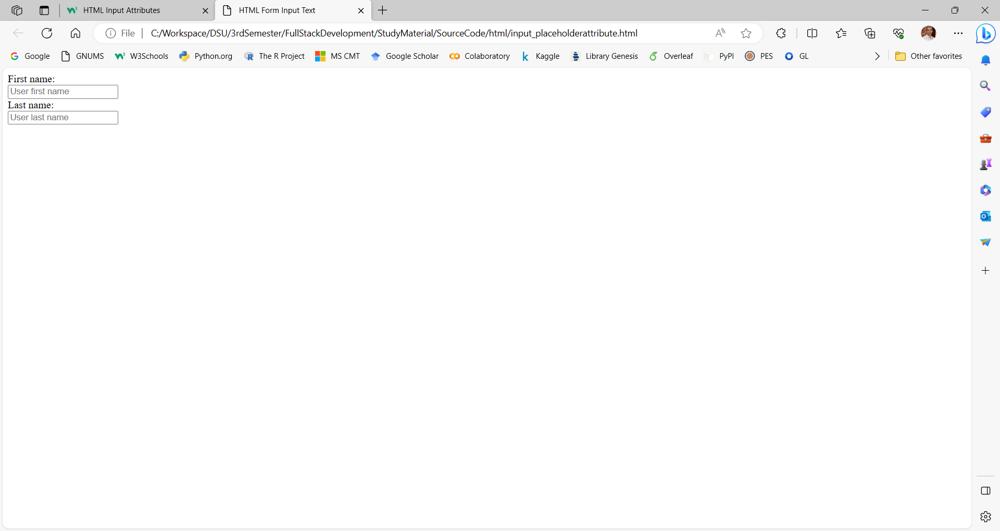 HTML Input Attributes
HTML Form Input Text
File
C:/Workspace/DSU/3rdSemester/FullStackDevelopment/StudyMaterial/SourceCode/html/input_placeholderattribute.html
Google GNUMS W3Schools Python.org The R Project MS CMT Google Scholar Colaboratory Kaggle Library Genesis Overleaf PyPI PES GL Other favorites
First name:
User first name
Last name:
User last name